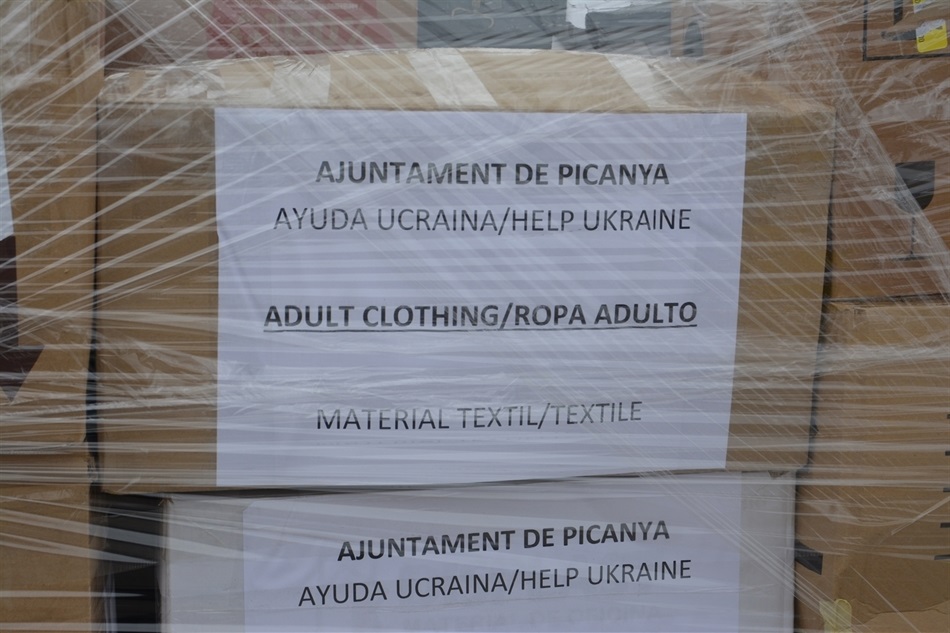 AJUNTAMENT DE PICANYA
AYUDA UCRAINA/HELP UKRAINE
ADULT CLOTHING/ROPA ADULTO
MATERIAL TEXTIL/TEXTILE
AJUNTAMENT DE PICANYA
AYUDA UCRAINA/HELP UKRAINE